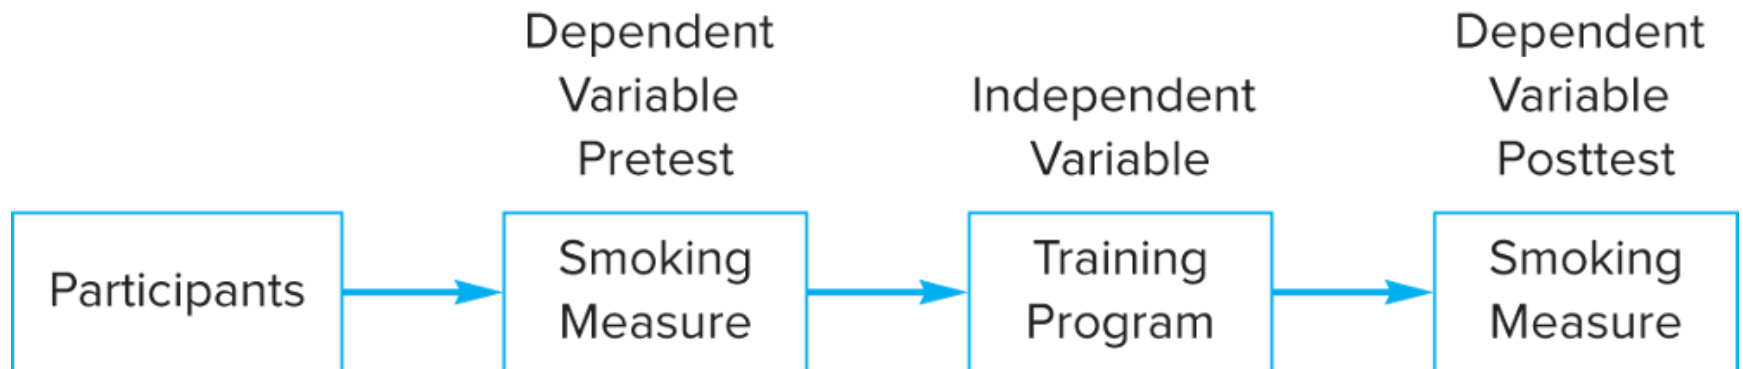 Dependent
Variable
Pretest
Independent
Variable
Dependent
Variable
Posttest
Participants
Smoking
Measure
Training
Program
Smoking
Measure